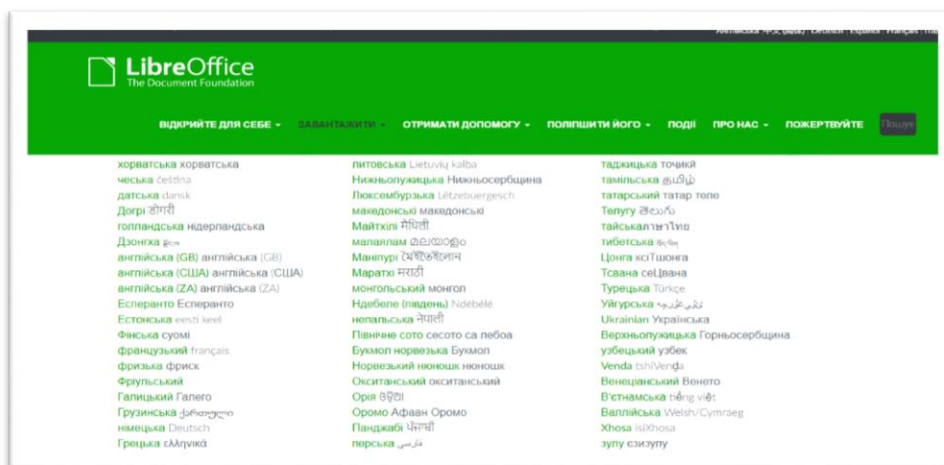 Deutsch Español Français
LibreOffice
The Document Foundation
ВІДКРИЙТЕ ДЛЯ СЕБЕ ЗАВАНТАЖИТИ ОТРИМАТИ ДОПОМОГУ ПОЛІПШИТИ ЙОГО ПОДІЇ ПРО НАС ПОЖЕРТВУЙТЕ Пошук
хорватська хорватська
чеська čeština
датська dansk
Догрі डोगरी
голландська нідерландська
Дзонгха
англійська (GB) англійська (GB)
англійська (США) англійська (США)
англійська (ZA) англійська (ZA)
Есперанто Есперанто
Естонська eesti keel
Фінська суомі
французький français
фризька фриск
Фріульський
Галицький Галего
Грузинська ქართული
німецька Deutsch
Грецька ελληνικά
литовська Lietuvių kalba
Нижньолужицька Нижньосербщина
Люксембурзька Lëtzebuergesch
македонські македонські
Майтхілі मैथिली
малаялам മലയാളം
Маніпурі
Маратхі मराठी
монгольський монгол
Ндебеле (південь) Ndébélé
непальська नेपाली
Північне сото сесото са лебоа
Букмол норвезька Букмол
Норвезький нюношк нюношк
Окситанський окситанський
Орія ଓଡ଼ିଆ
Оромо Афаан Оромо
Панджабі ਪੰਜਾਬੀ
перська فارسی
таджицька тоҷикӣ
тамільська தமிழ்
татарський татар теле
Телугу తెలుగు
тайськаภาษาไทย
тибетська
Цонга ксіТшонга
Тсвана сеЦвана
Турецька Türkçe
Уйгурська
Ukrainian Українська
Верхньолужицька Горньосербщина
узбецький узбек
Venda tshiVenḓa
Венеціанський Венето
В'єтнамська tiếng việt
Валлійська Welsh/Cymraeg
Xhosa isiXhosa
зулу єзизулу